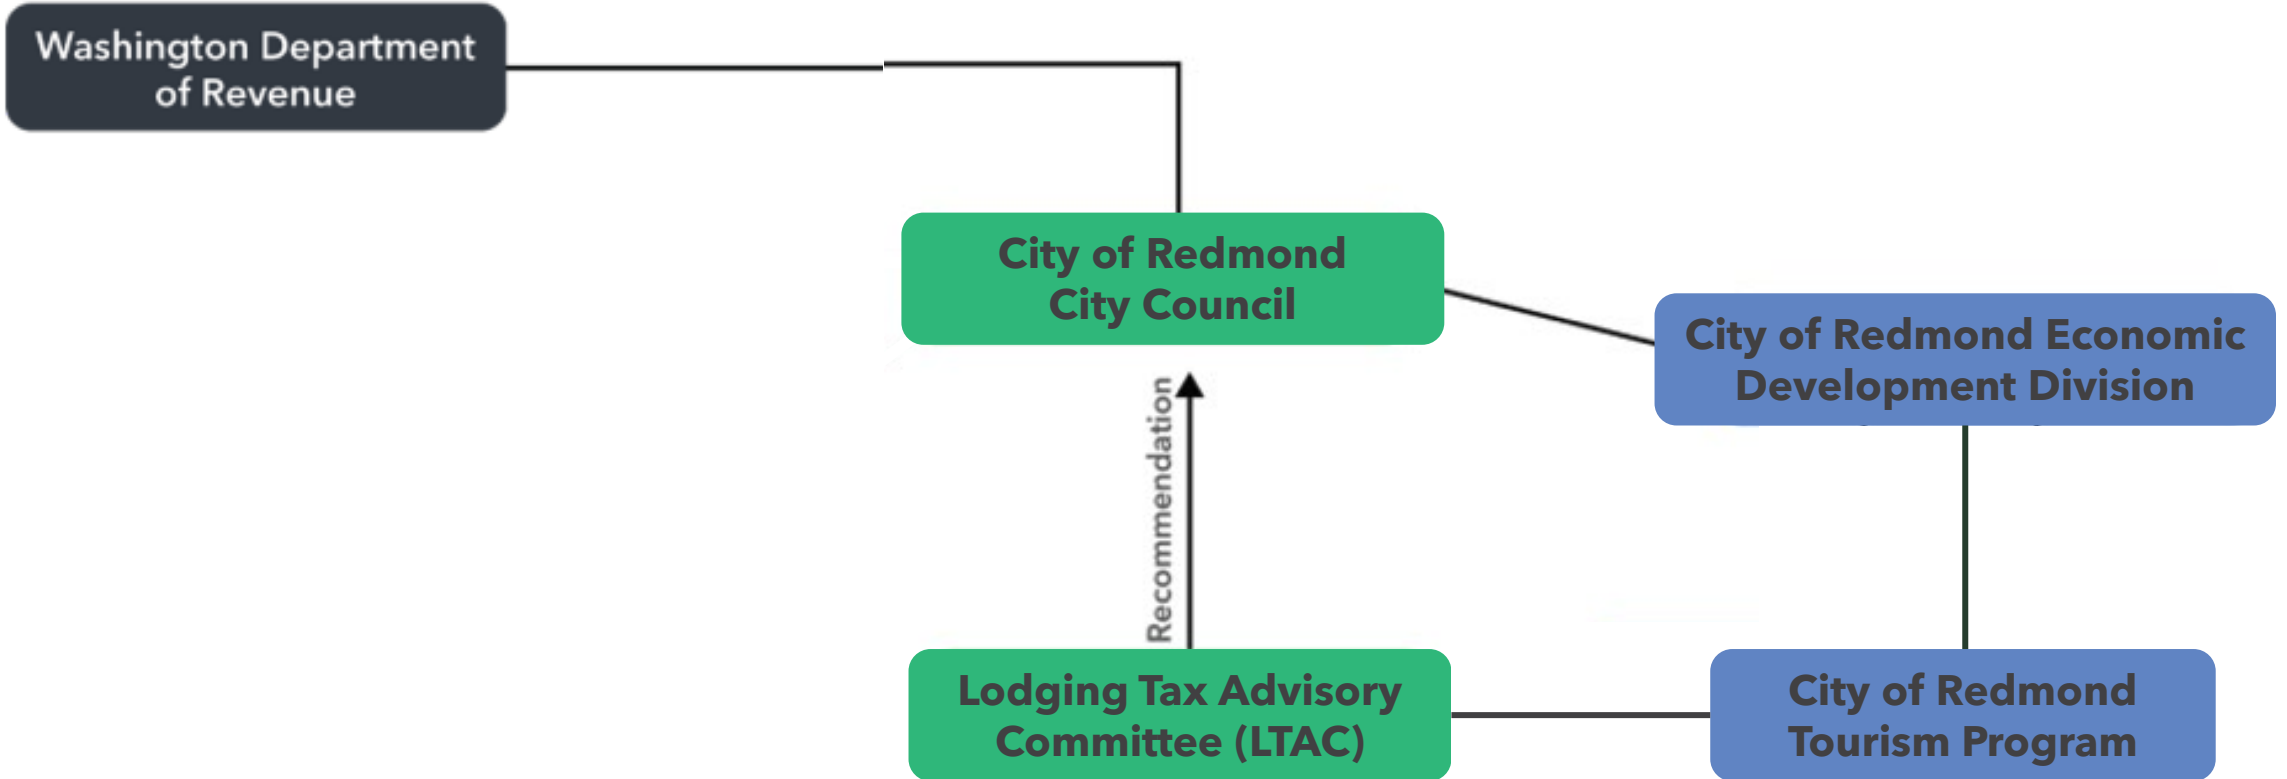 Washington Department
of Revenue
City of Redmond
City Council
City of Redmond Economic
Development Division
Recommendation
Lodging Tax Advisory
Committee (LTAC)
City of Redmond
Tourism Program